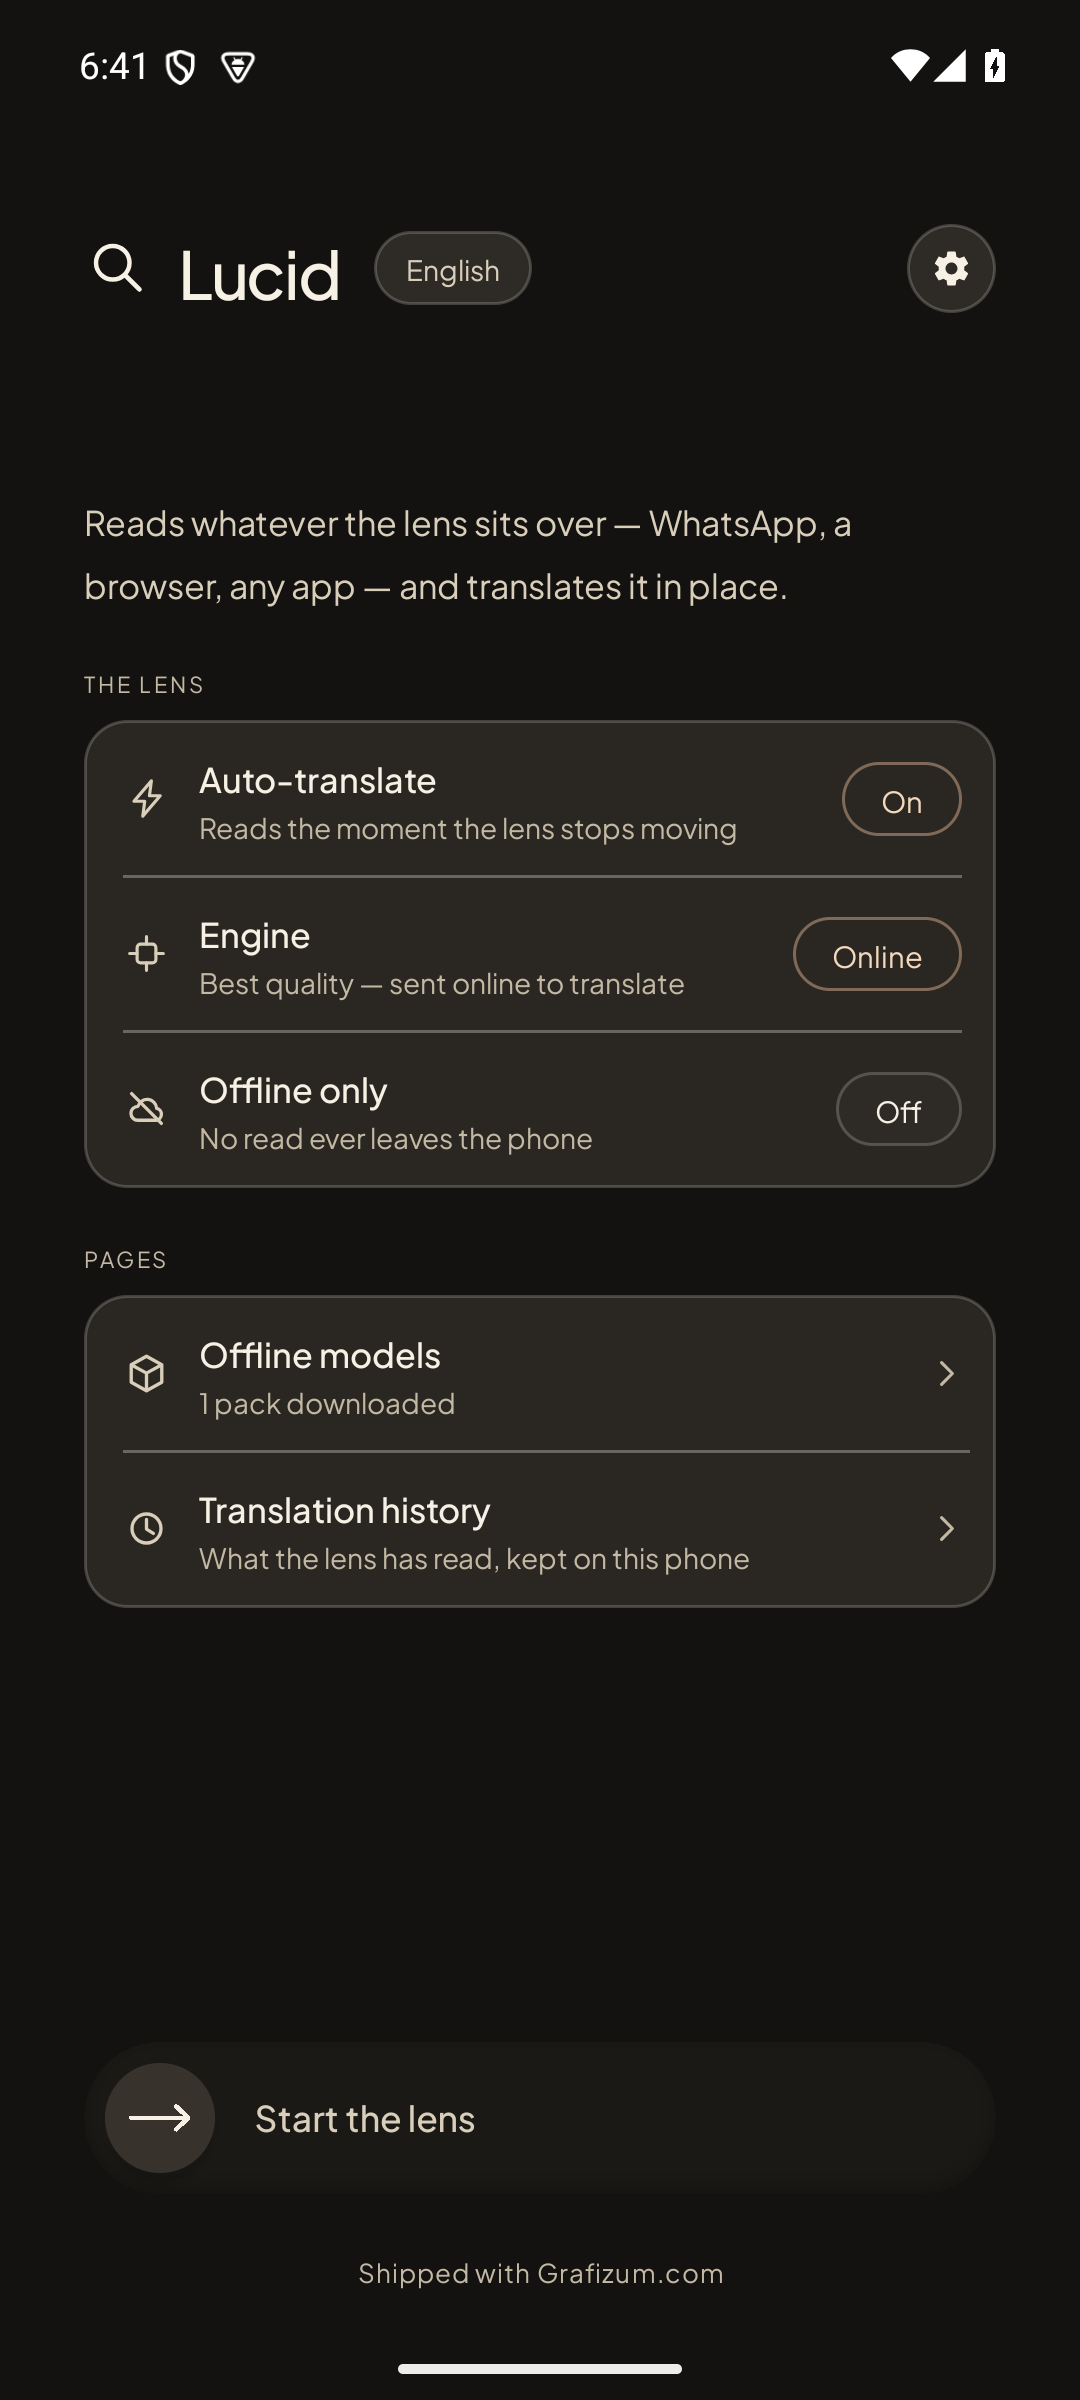 6:41
Lucid English
Reads whatever the lens sits over — WhatsApp, a
browser, any app — and translates it in place.
THE LENS
Auto-translate
Reads the moment the lens stops moving
On
Engine
Best quality — sent online to translate
Online
Offline only
No read ever leaves the phone
Off
PAGES
Offline models
1 pack downloaded
Translation history
What the lens has read, kept on this phone
Start the lens
Shipped with Grafizum.com